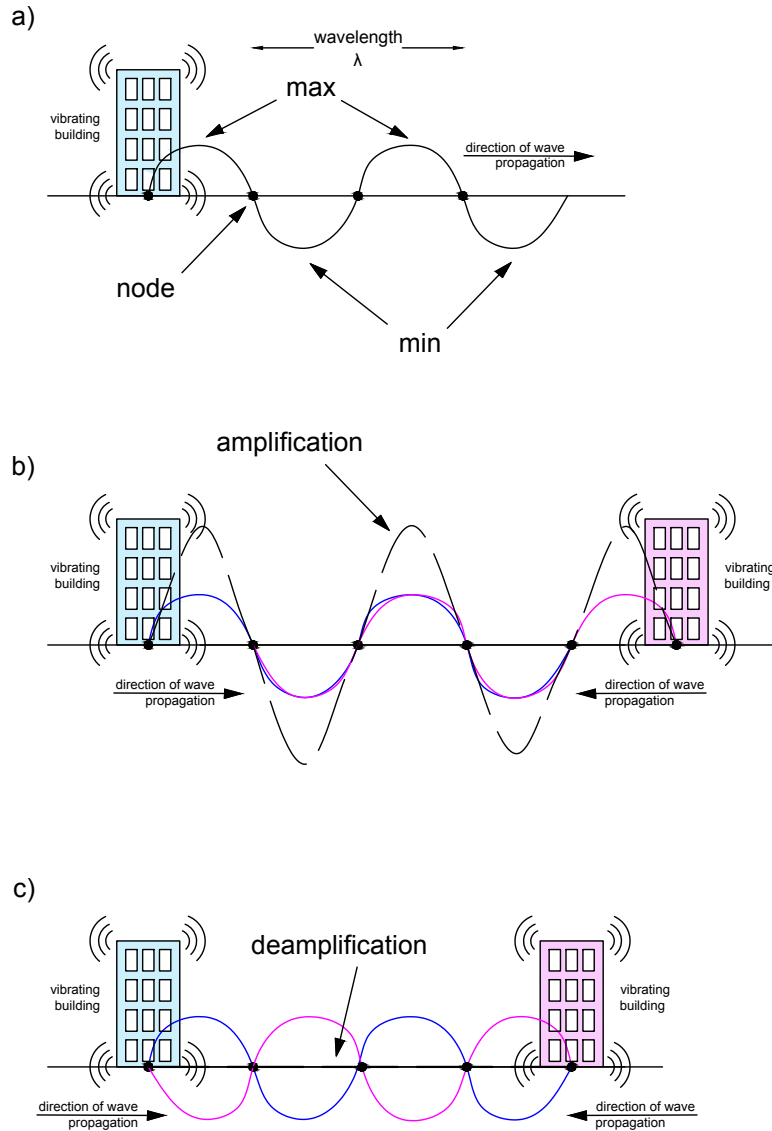 a)
wavelength
λ
max
vibrating
building
direction of wave
propagation
node
min
b)
amplification
vibrating
building
vibrating
building
direction of wave
propagation
direction of wave
propagation
c)
deamplification
vibrating
building
vibrating
building
direction of wave
propagation
direction of wave
propagation